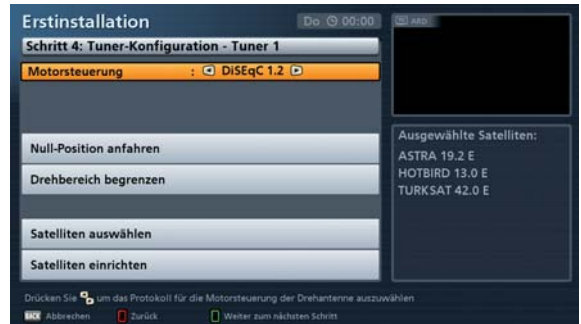 Erstinstallation
Do 00:00
ARD
Schritt 4: Tuner-Konfiguration - Tuner 1
Motorsteuerung : DiSEqC 1.2
Null-Position anfahren
Drehbereich begrenzen
Satelliten auswählen
Satelliten einrichten
Ausgewählte Satelliten:
ASTRA 19.2 E
HOTBIRD 13.0 E
TURKSAT 42.0 E
Drücken Sie um das Protokoll für die Motorsteuerung der Drehantenne auszuwählen
BACK Abbrechen Zurück Weiter zum nächsten Schritt